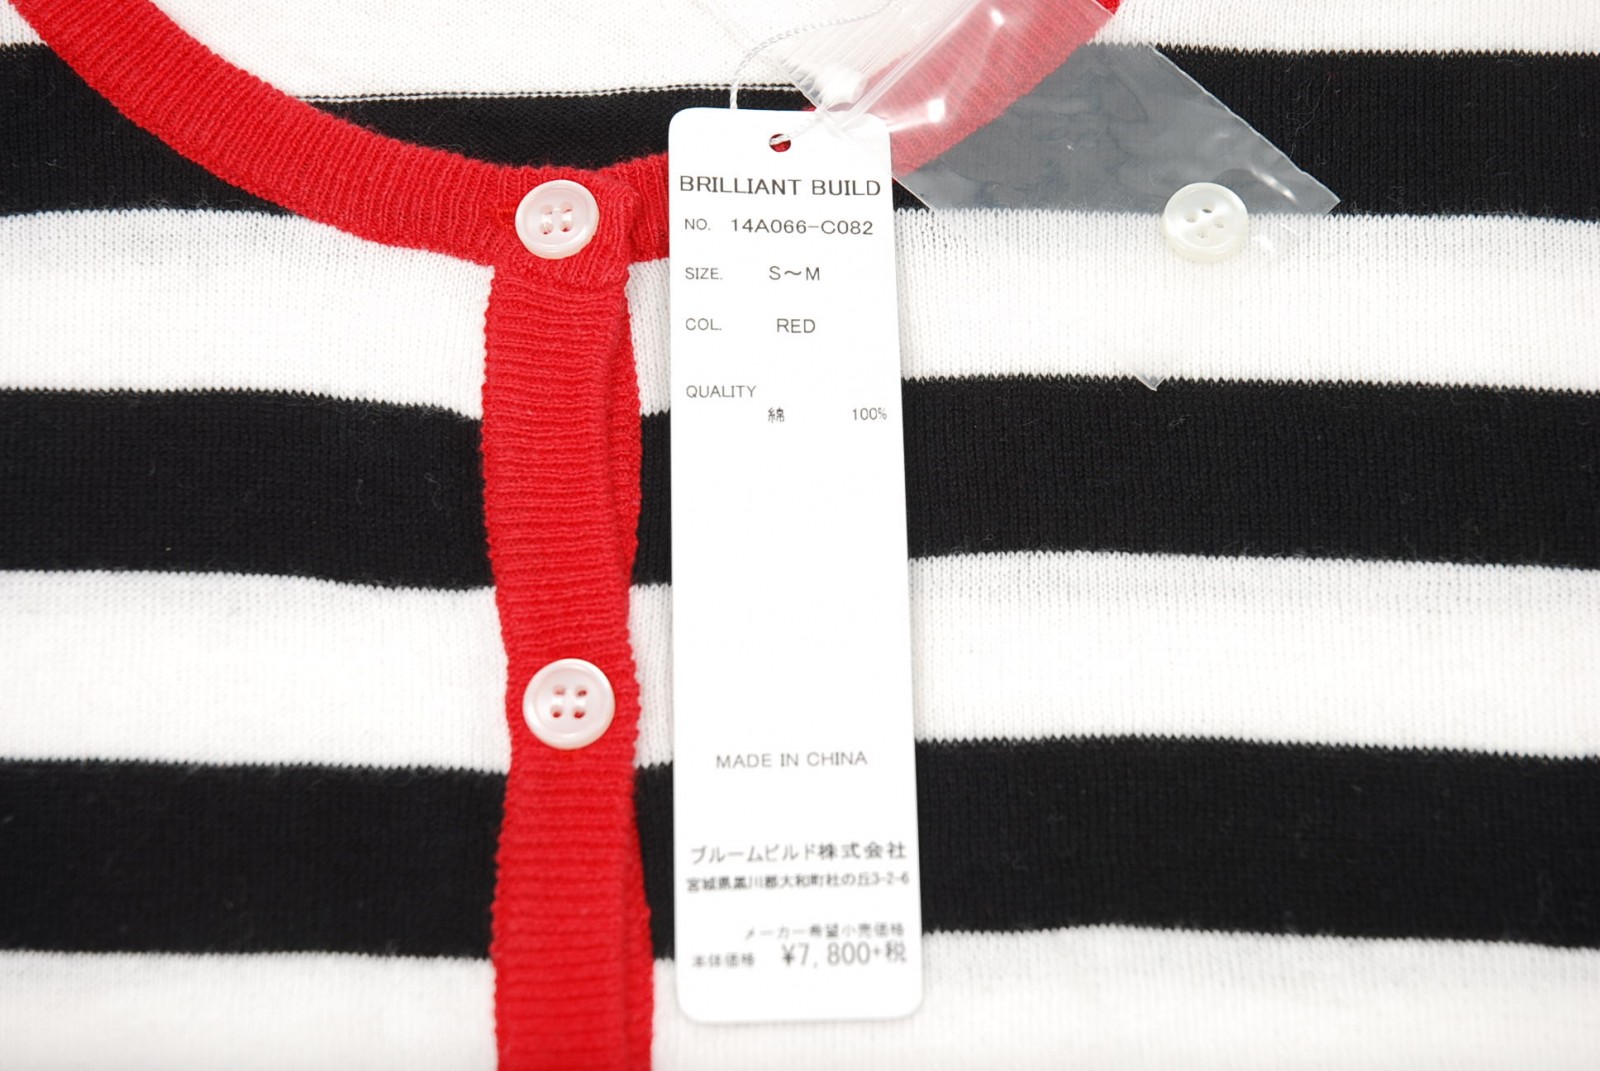 BRILLIANT BUILD
NO. 14A066-C082
SIZE. S～M
COL. RED
QUALITY
綿 100%
MADE IN CHINA
ブルームビルド株式会社
宮城県黒川郡大和町杜の丘3-2-6
メーカー希望小売価格
本体価格 ¥7,800+税